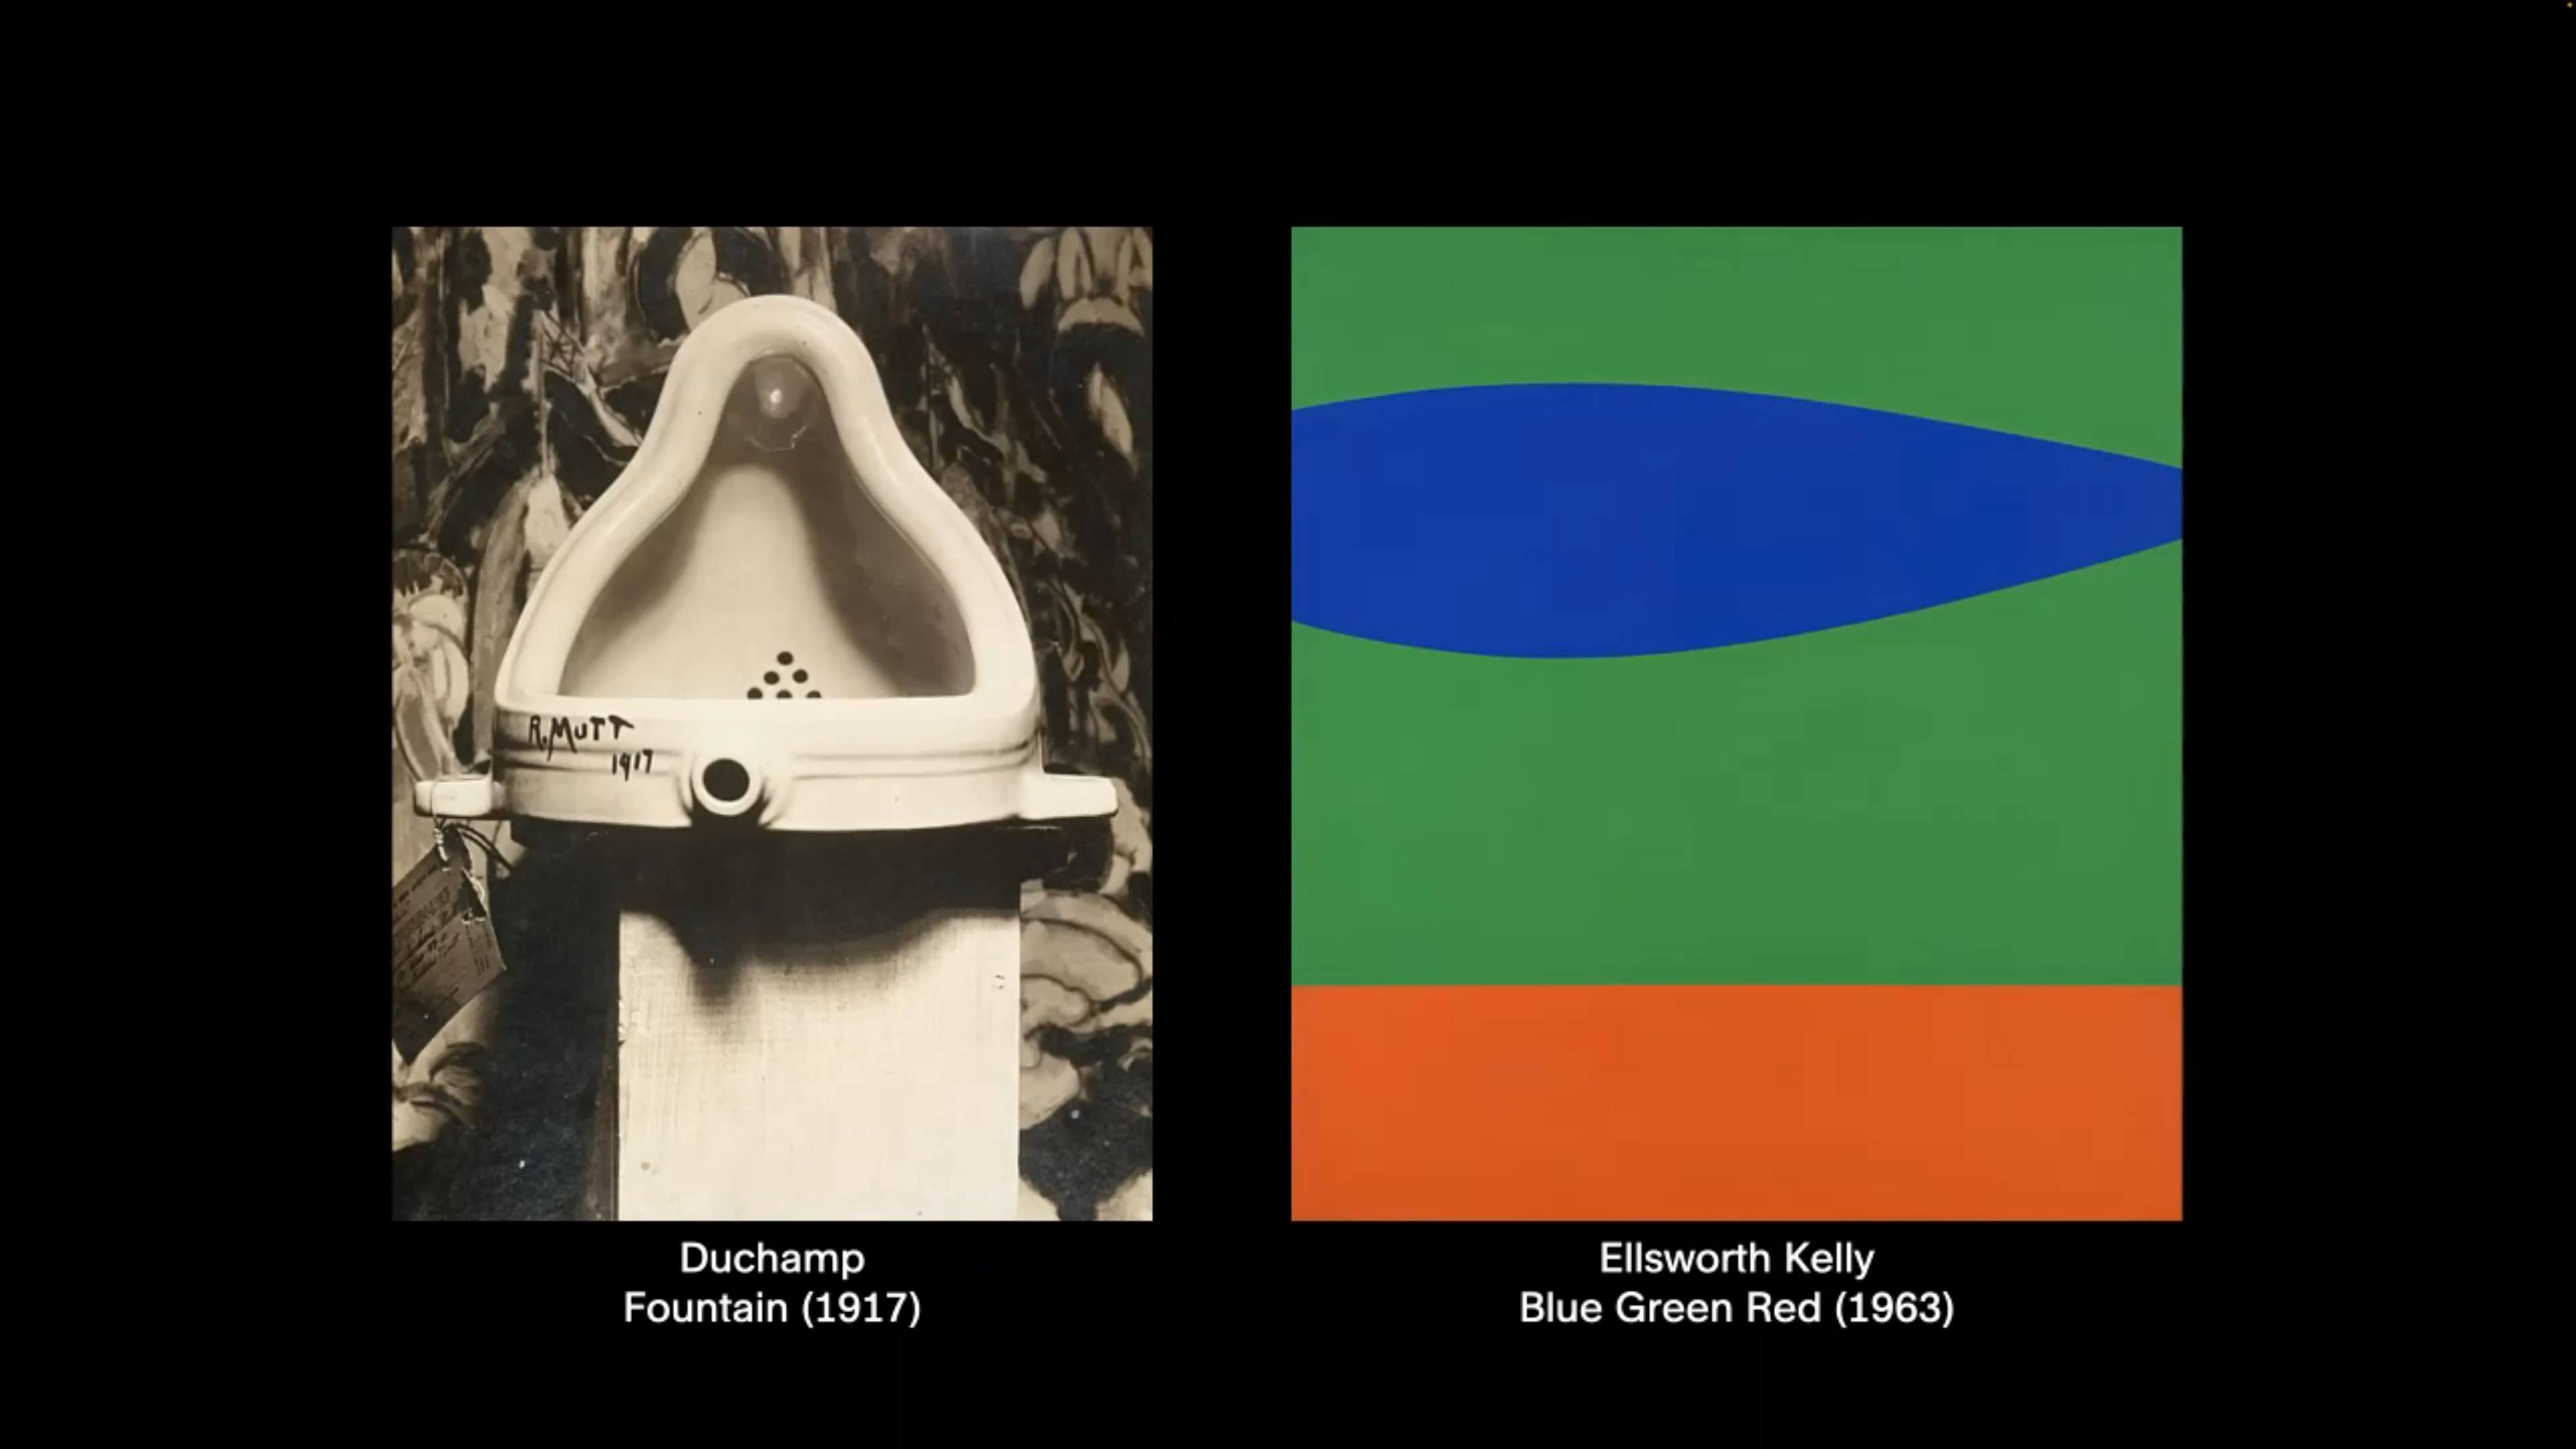 R. MUTT
1917
Duchamp
Fountain (1917)
Ellsworth Kelly
Blue Green Red (1963)